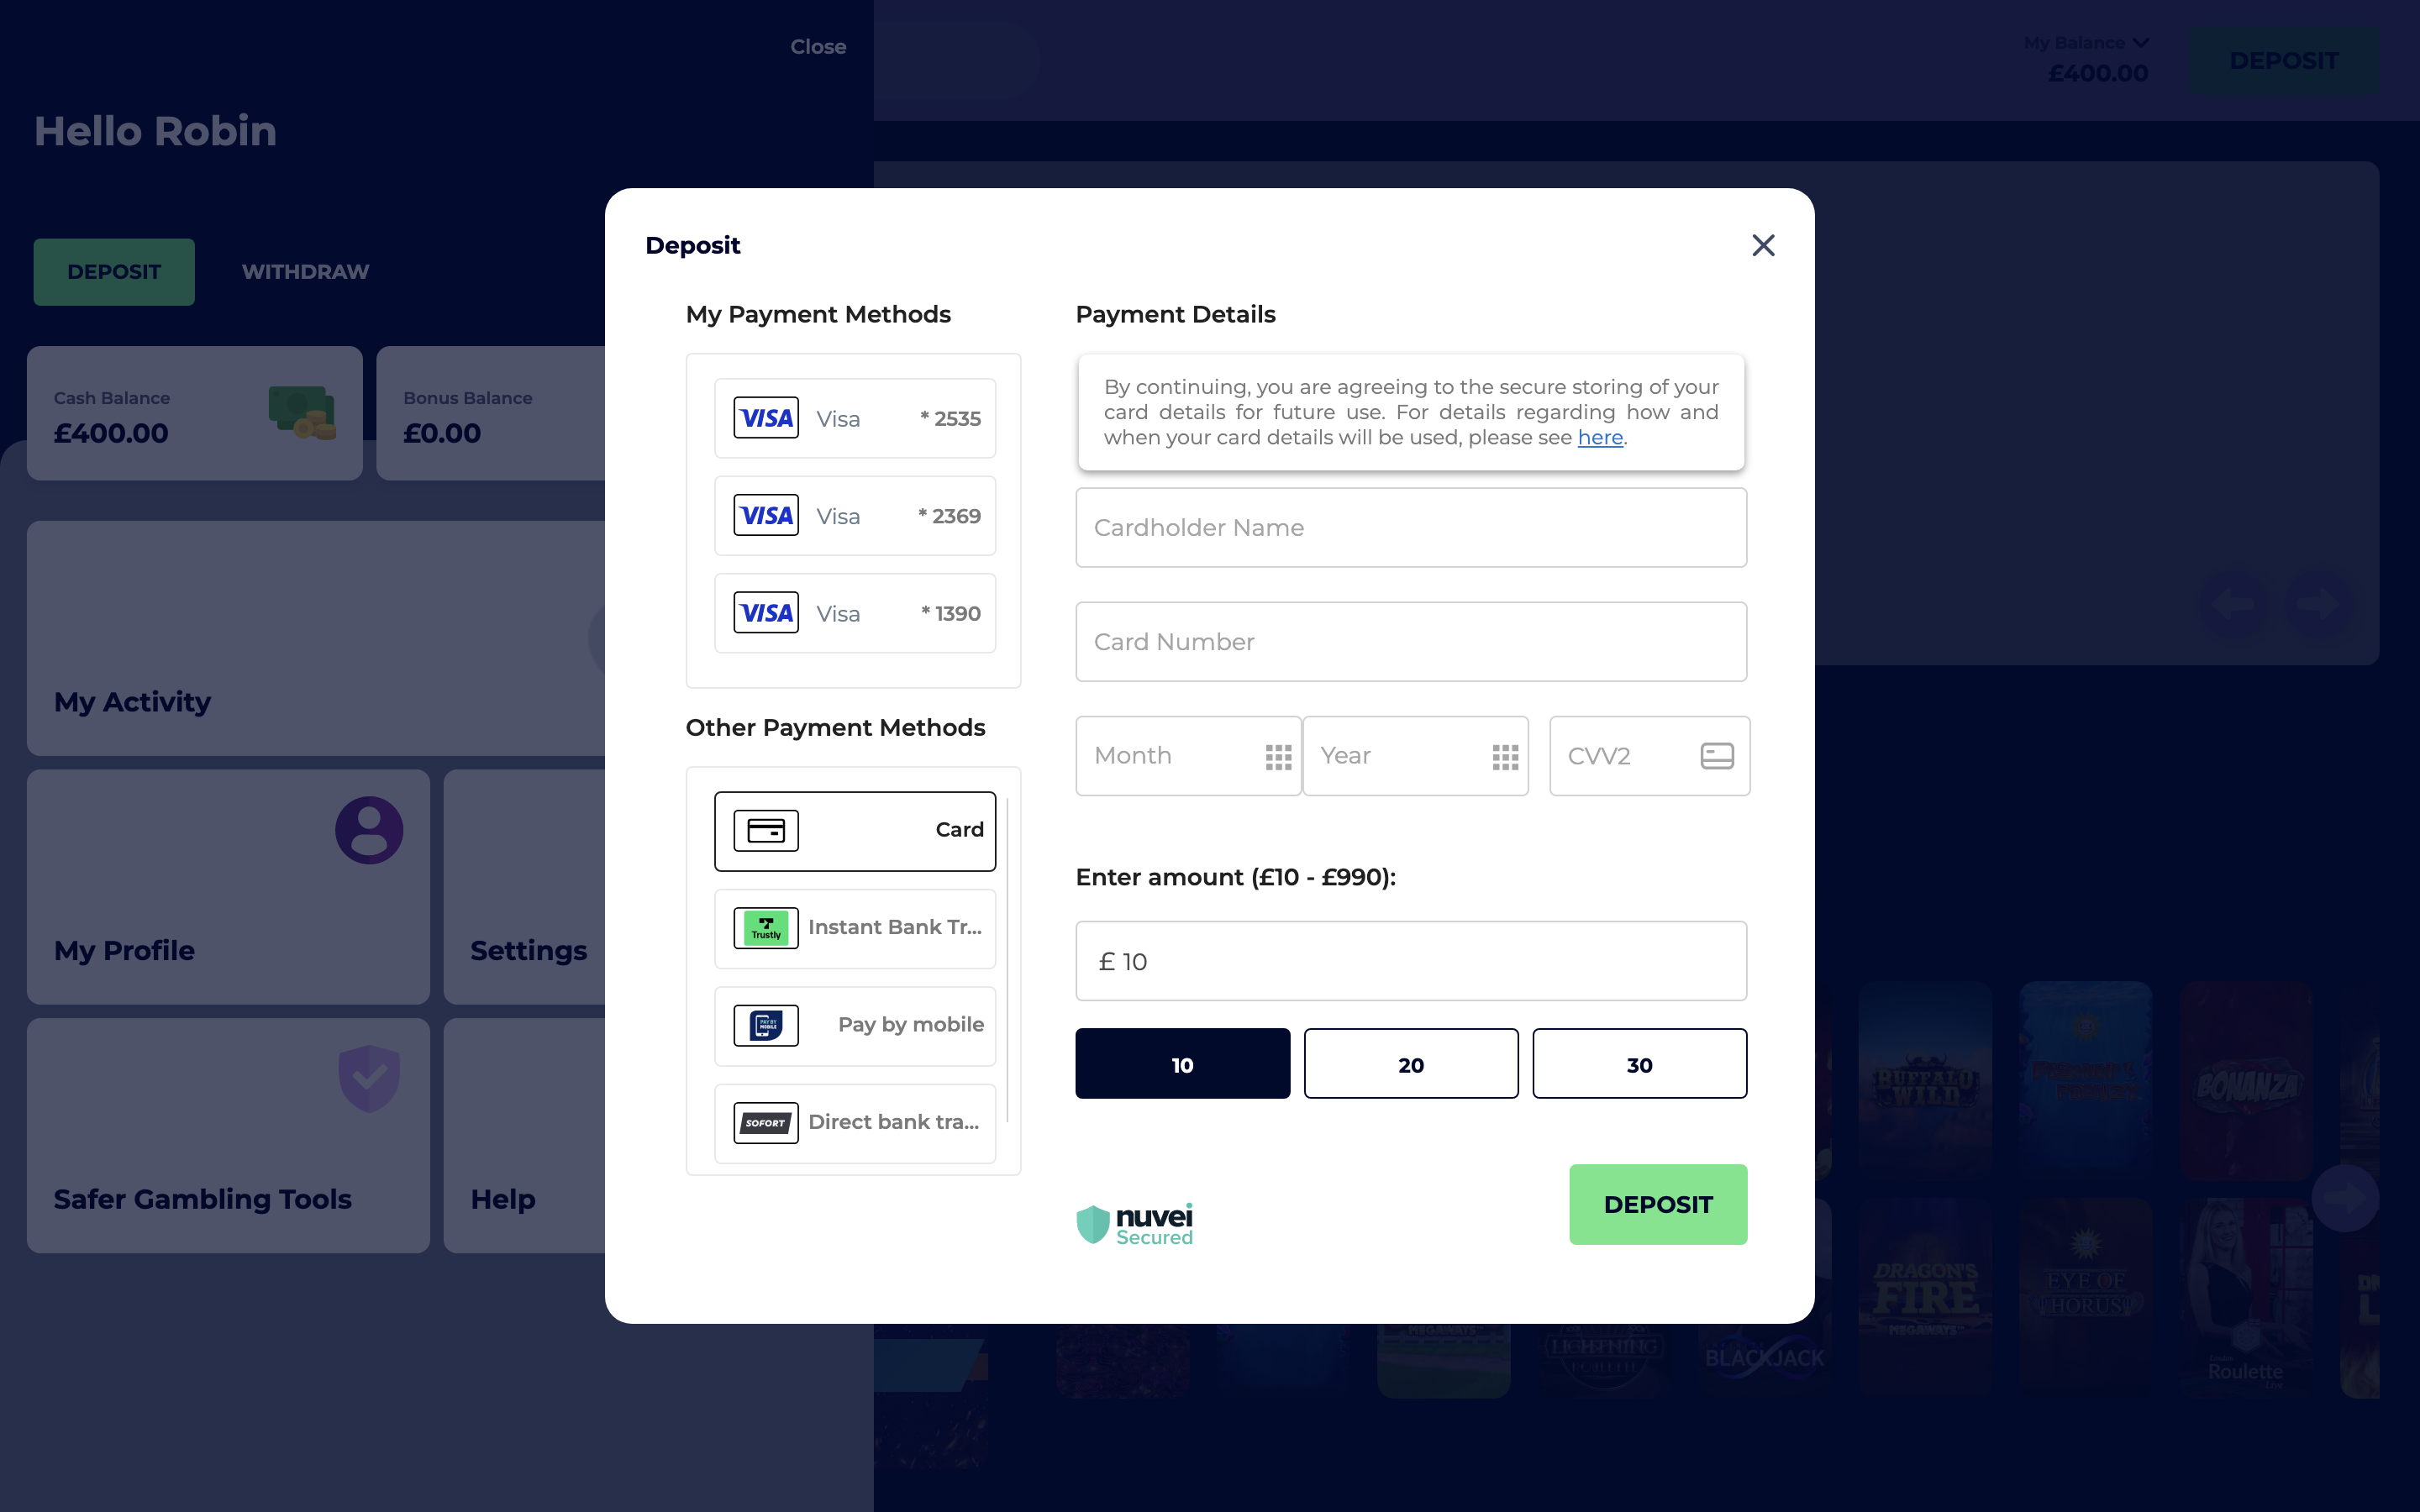 Close
My Balance
£400.00
DEPOSIT
Hello Robin
DEPOSIT
WITHDRAW
Cash Balance
£400.00
Bonus Balance
£0.00
My Activity
My Profile
Settings
Safer Gambling Tools
Help
Deposit
My Payment Methods
VISA Visa * 2535
VISA Visa * 2369
VISA Visa * 1390
Other Payment Methods
Card
Trustly Instant Bank Tr...
PAY BY MOBILE Pay by mobile
SOFORT Direct bank tra...
Payment Details
By continuing, you are agreeing to the secure storing of your
card details for future use. For details regarding how and
when your card details will be used, please see here.
Cardholder Name
Card Number
Month Year CVV2
Enter amount (£10 - £990):
£ 10
10 20 30
nuvei
Secured
DEPOSIT
BUFFALO
WILD
BONANZA
DRAGON'S
FIRE
MEGAWAYS
EYE OF
HORUS
MEGAWAYS
LIGHTNING
ROULETTE
BLACKJACK
Roulette